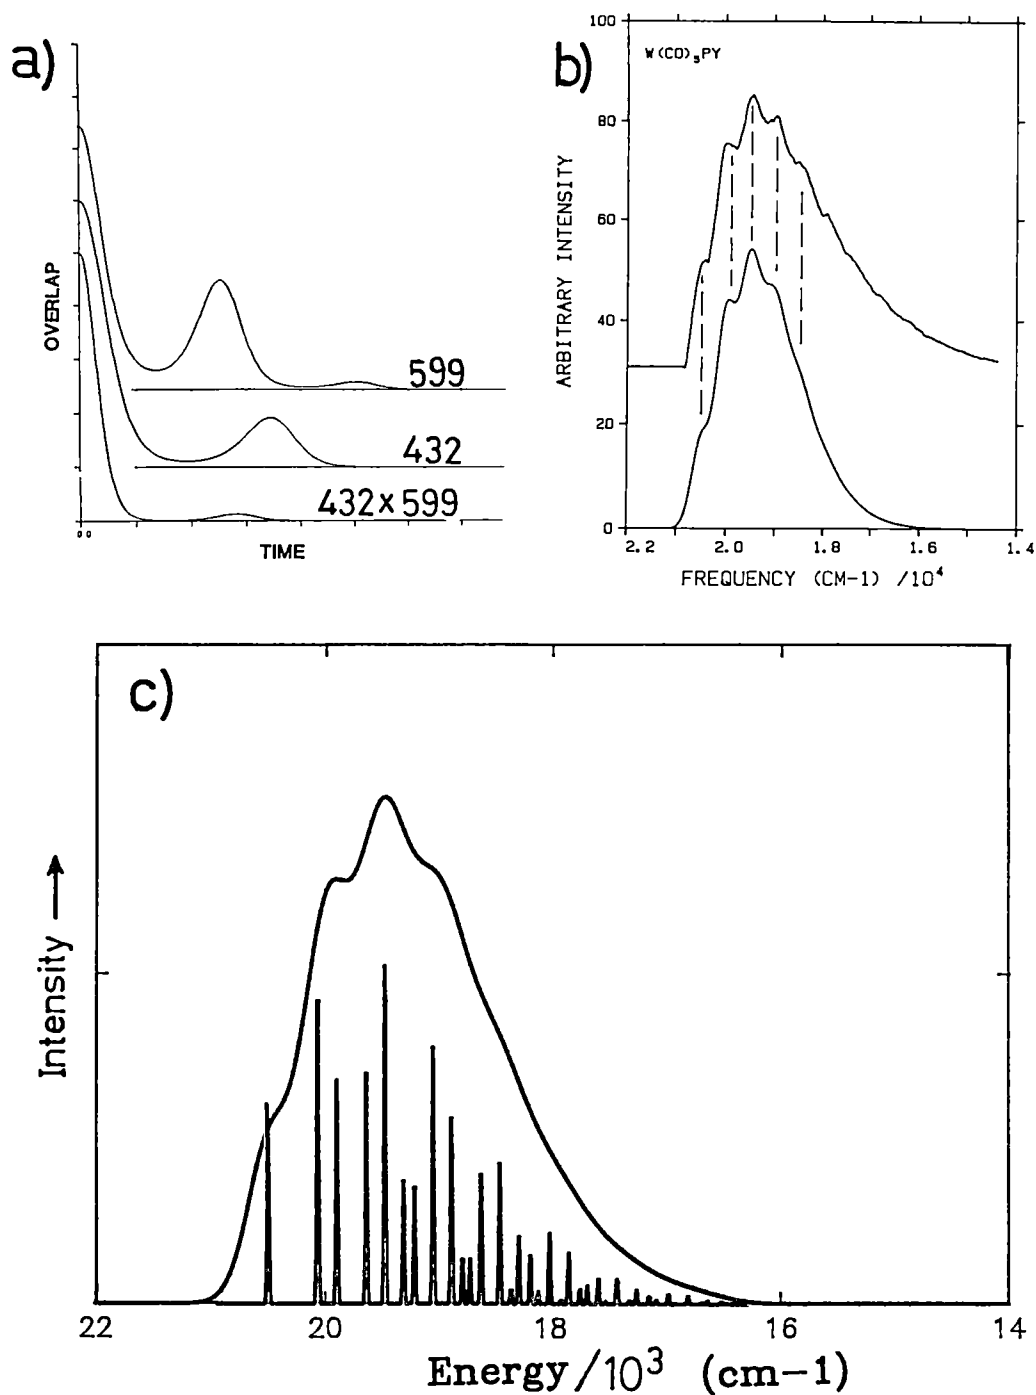 a)
OVERLAP
599
432
432×599
0.0
TIME
b)
W(CO)₅PY
ARBITRARY INTENSITY
100
80
60
40
20
0
2.2 2.0 1.8 1.6 1.4
FREQUENCY (CM-1) /10⁴
c)
Intensity →
22 20 18 16 14
Energy/10³ (cm-1)